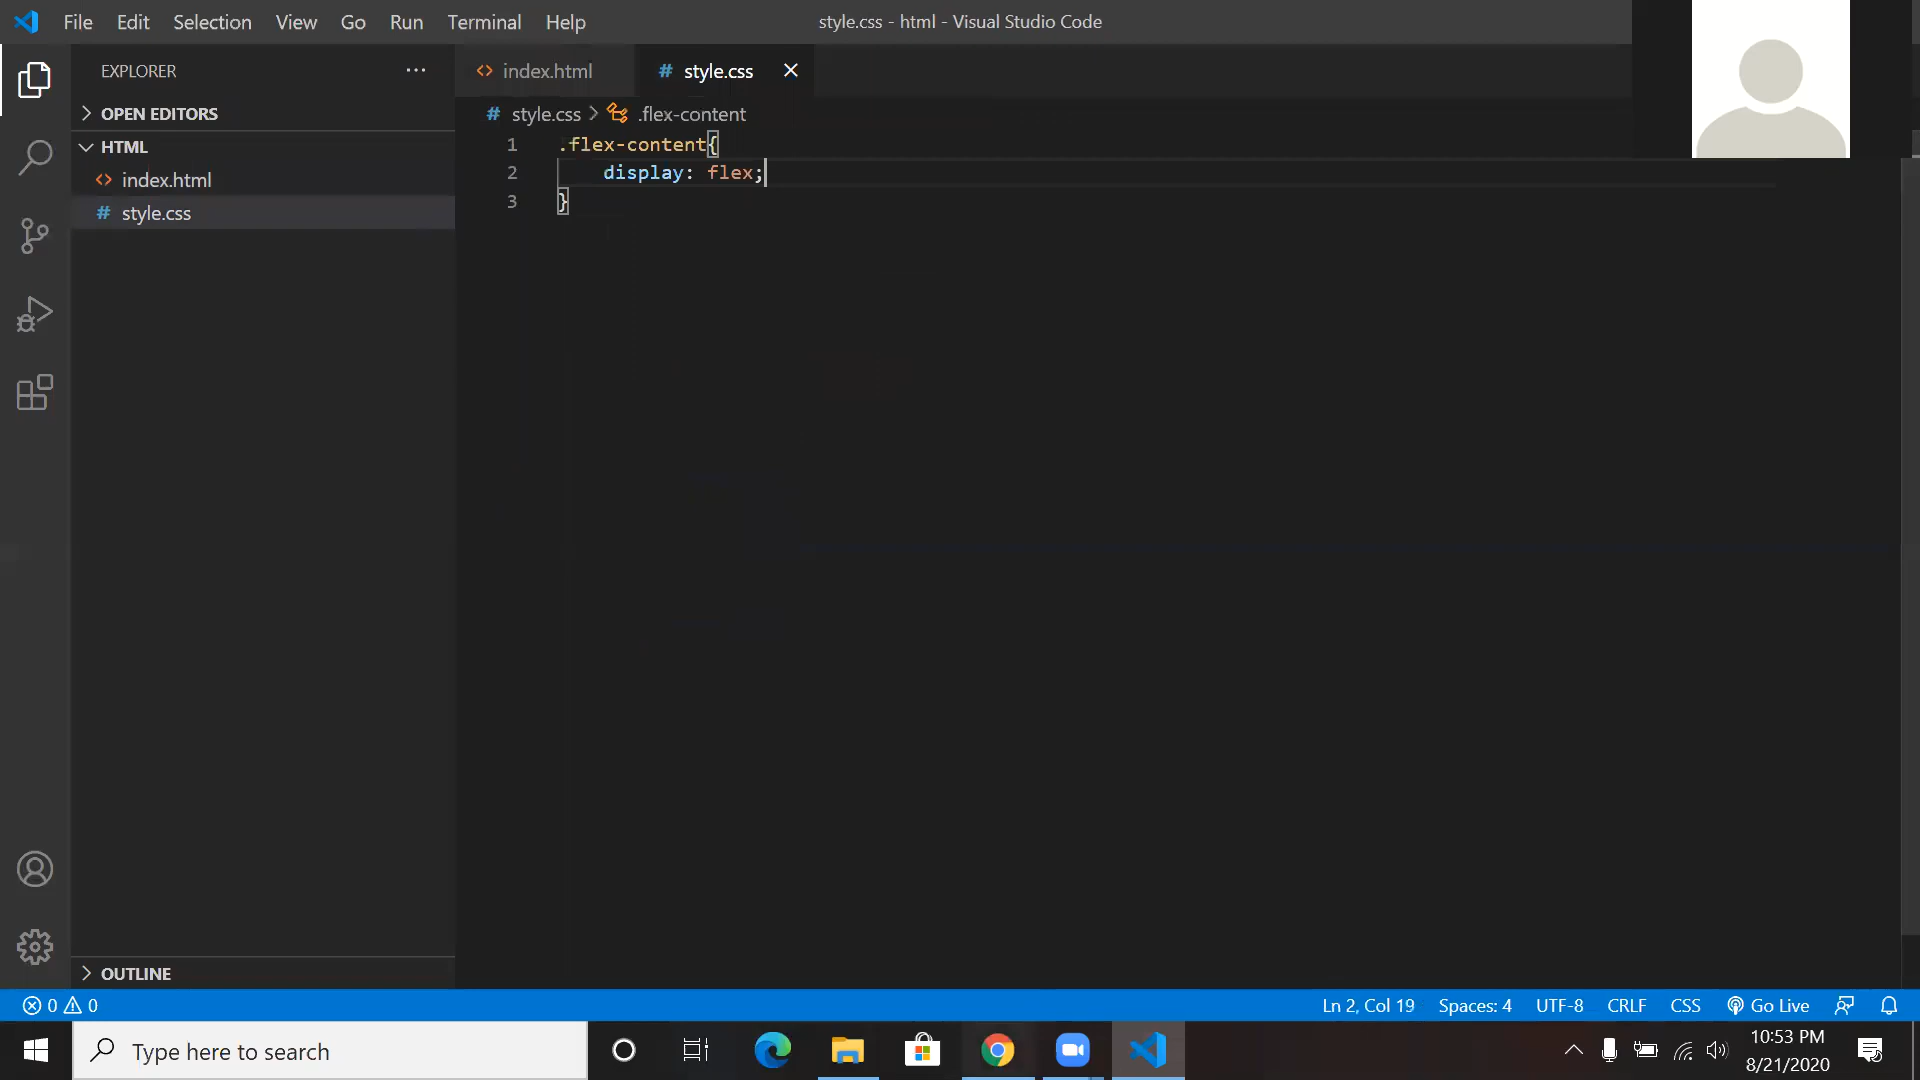 File Edit Selection View Go Run Terminal Help
style.css - html - Visual Studio Code
EXPLORER
OPEN EDITORS
HTML
index.html
style.css
OUTLINE
index.html
# style.css
# style.css > .flex-content
1 .flex-content{
2 display: flex;
3 }
0 0
Ln 2, Col 19 Spaces: 4 UTF-8 CRLF CSS Go Live
Type here to search
10:53 PM
8/21/2020